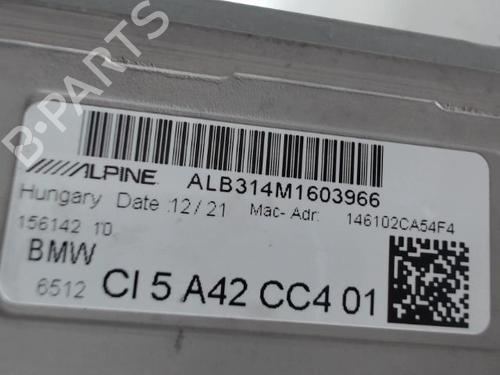 B-PARTS
ALPINE ALB314M1603966
Hungary Date :12/21 Mac- Adr: 146102CA54F4
156142 10
BMW
6512 CI 5 A42 CC4 01